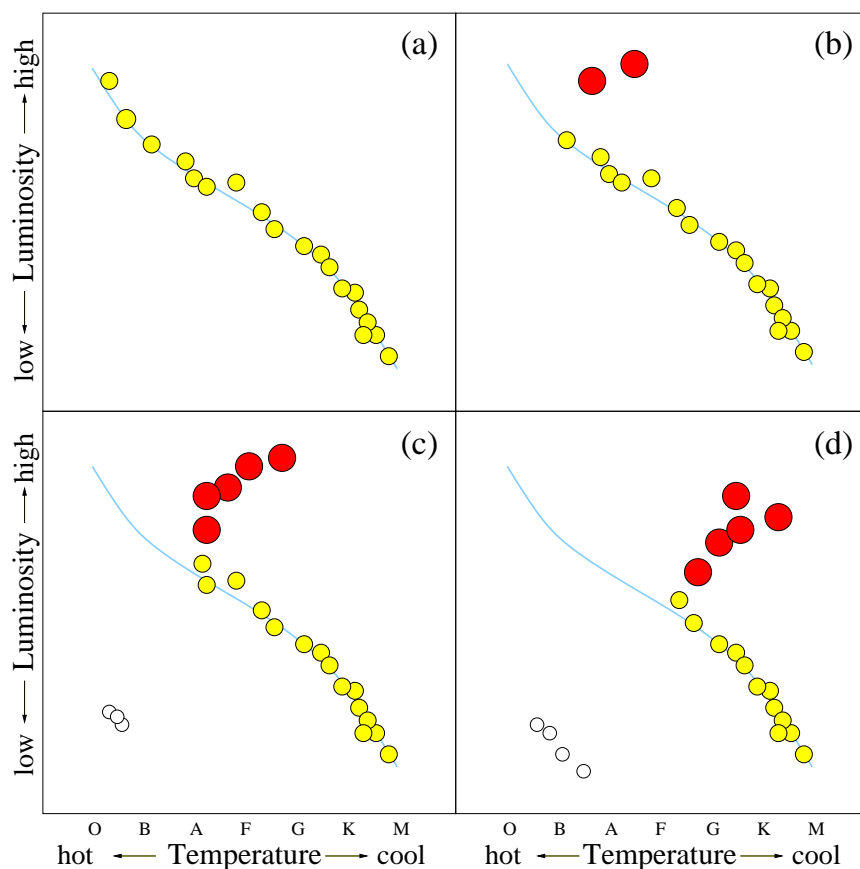 (a)
(b)
high
Luminosity
low
(c)
(d)
high
Luminosity
low
O B A F G K M
O B A F G K M
hot Temperature cool
hot Temperature cool